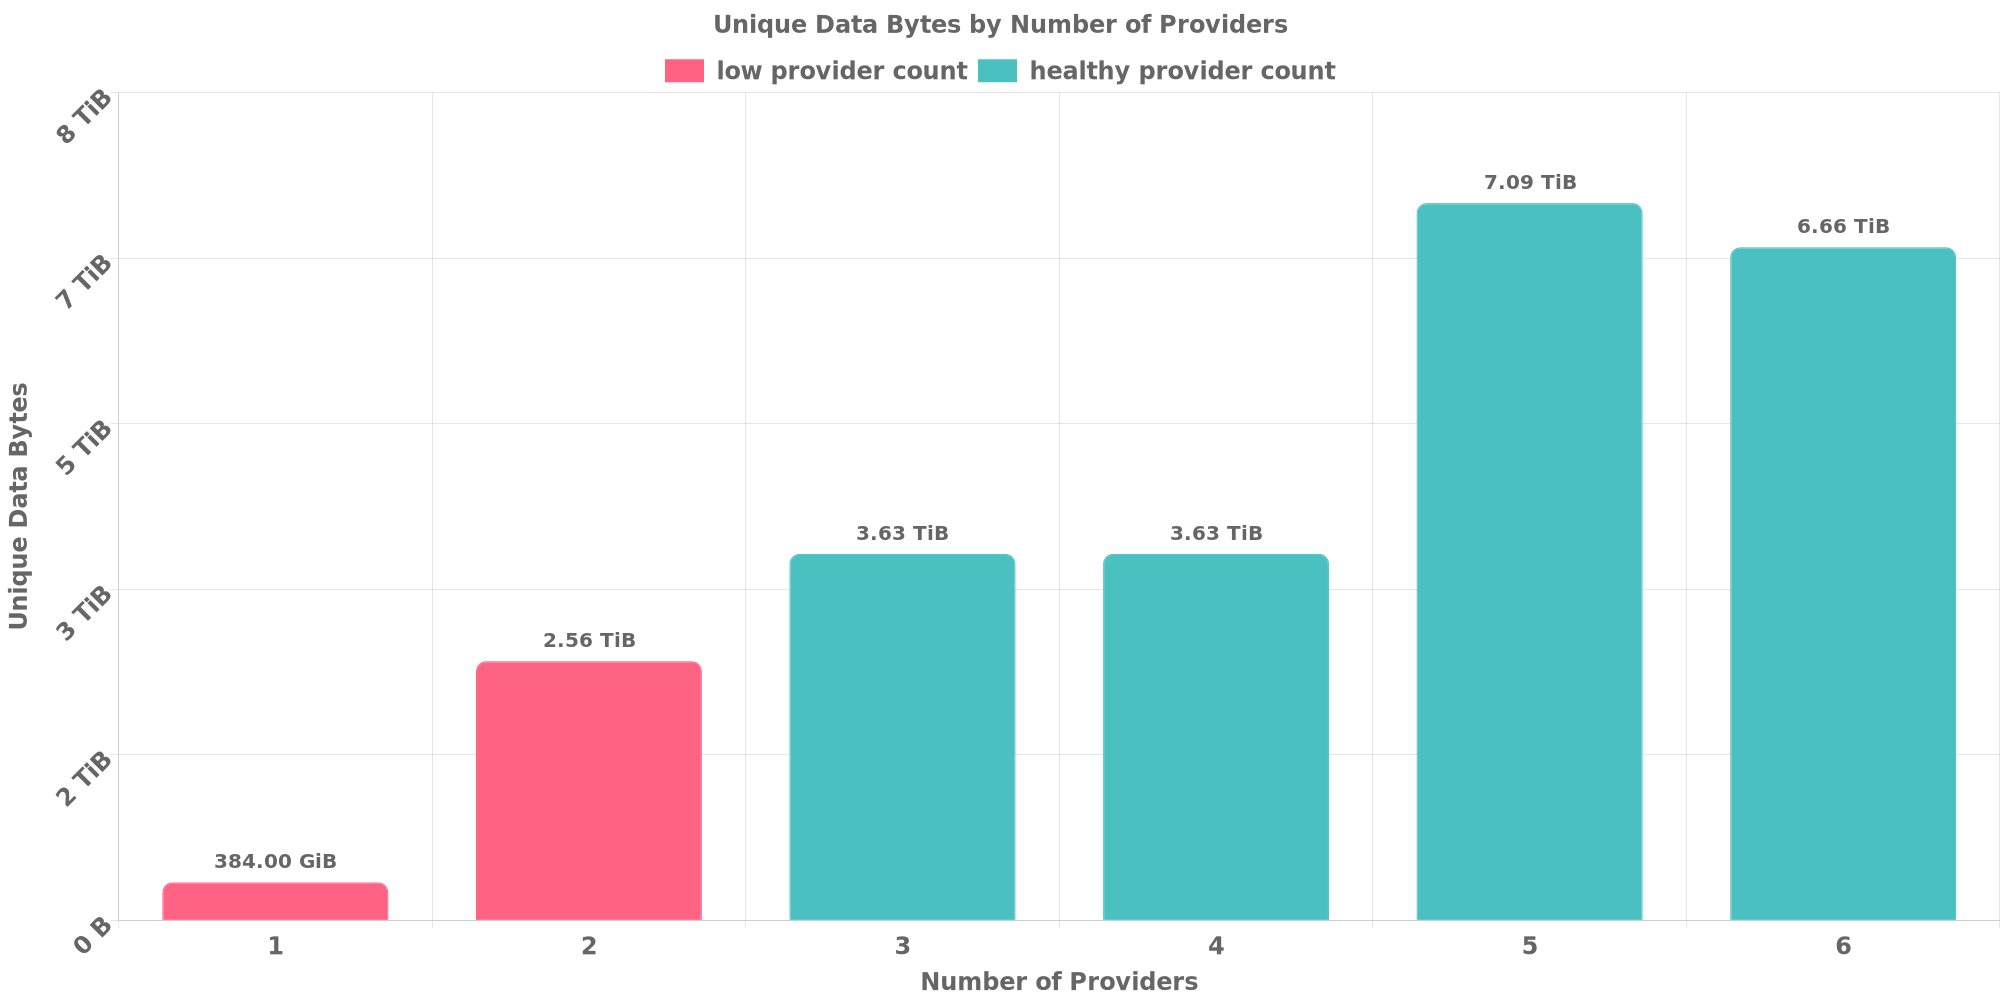 Unique Data Bytes by Number of Providers
low provider count healthy provider count
8 TiB
7 TiB
5 TiB
3 TiB
2 TiB
0 B
Unique Data Bytes
384.00 GiB
2.56 TiB
3.63 TiB
3.63 TiB
7.09 TiB
6.66 TiB
1 2 3 4 5 6
Number of Providers